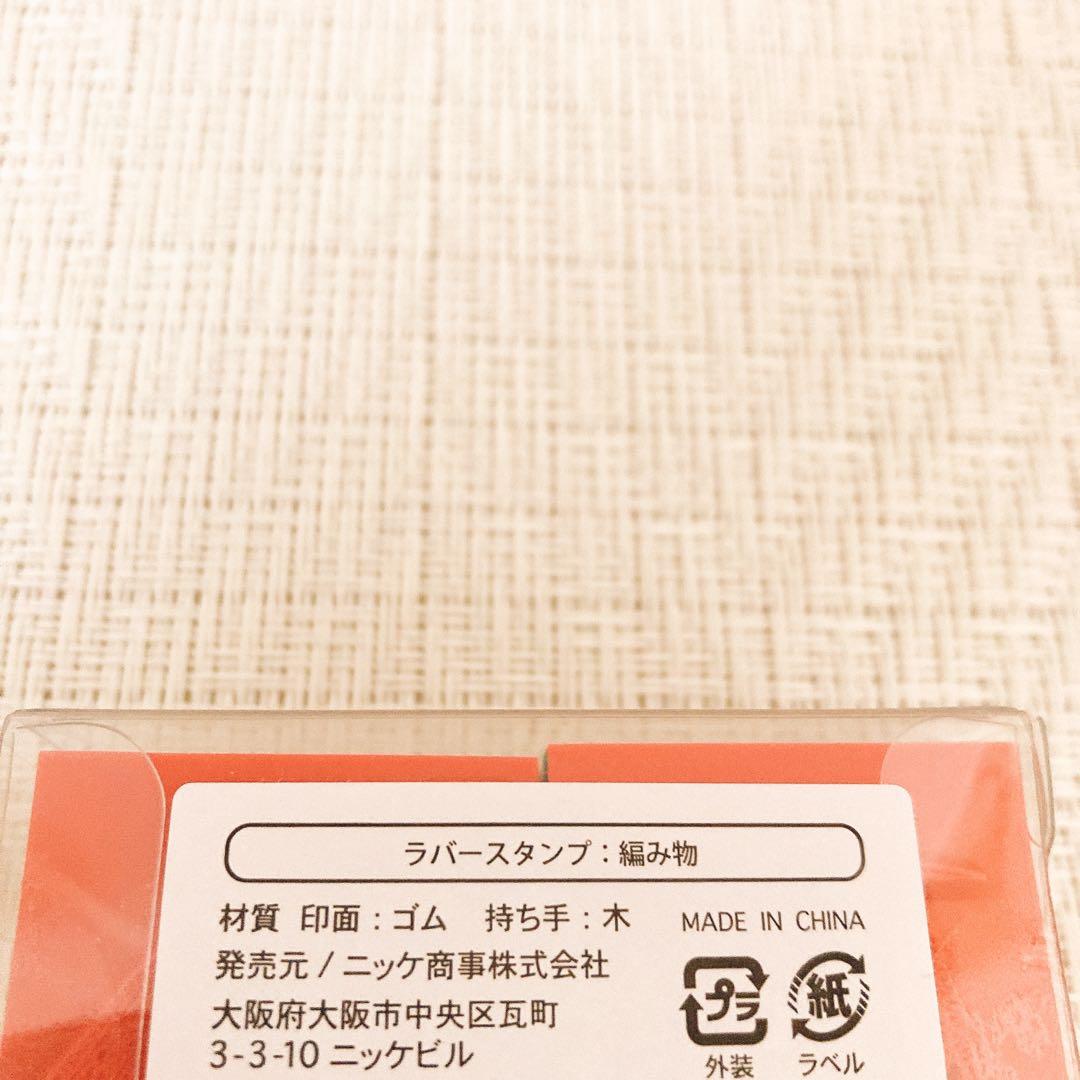 ラバースタンプ：編み物
材質 印面：ゴム 持ち手：木 MADE IN CHINA
発売元 / ニッケ商事株式会社
大阪府大阪市中央区瓦町
3-3-10 ニッケビル
プラ 紙
外装 ラベル